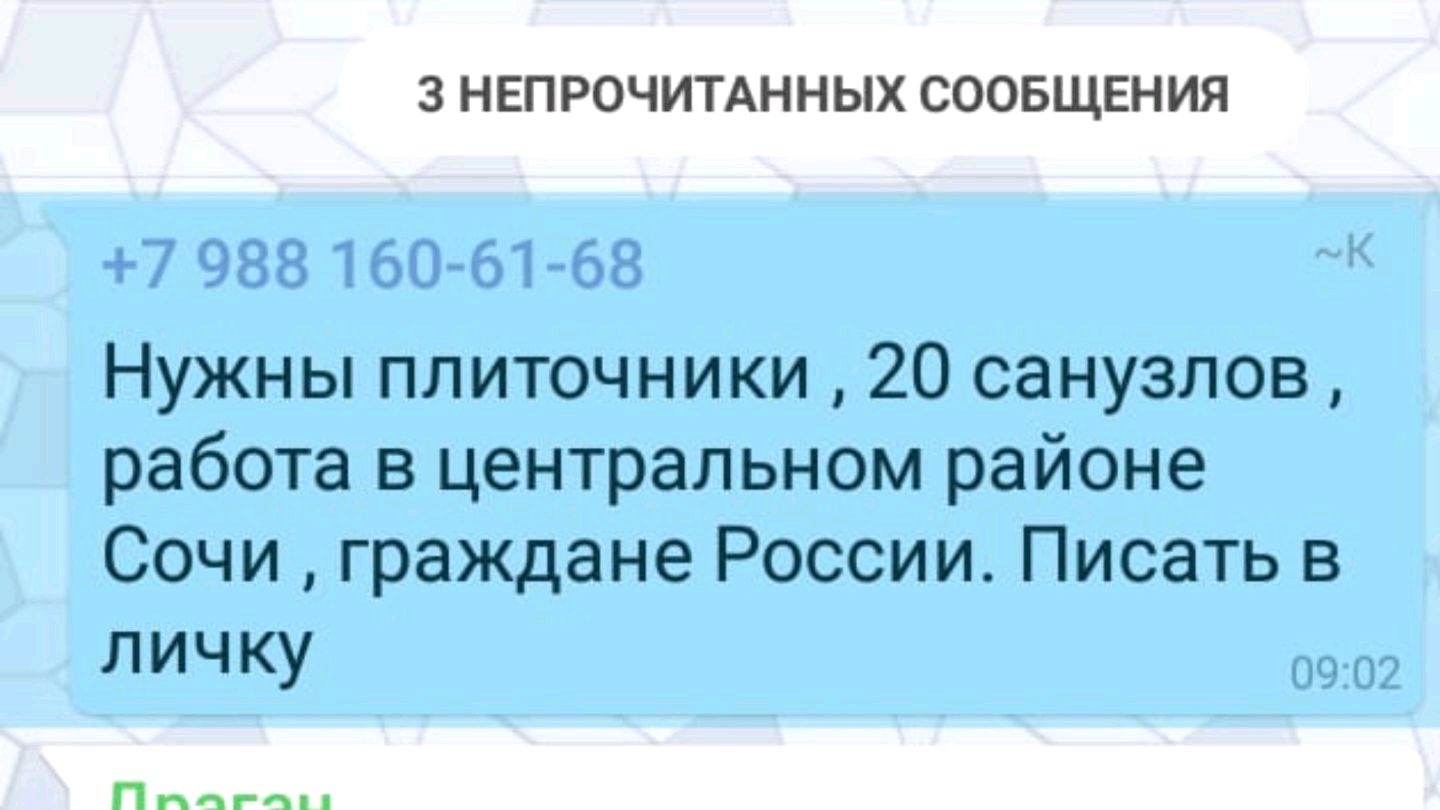 3 НЕПРОЧИТАННЫХ СООБЩЕНИЯ
+7 988 160-61-68
~К
Нужны плиточники , 20 санузлов ,
работа в центральном районе
Сочи , граждане России. Писать в
личку
09:02
Драган